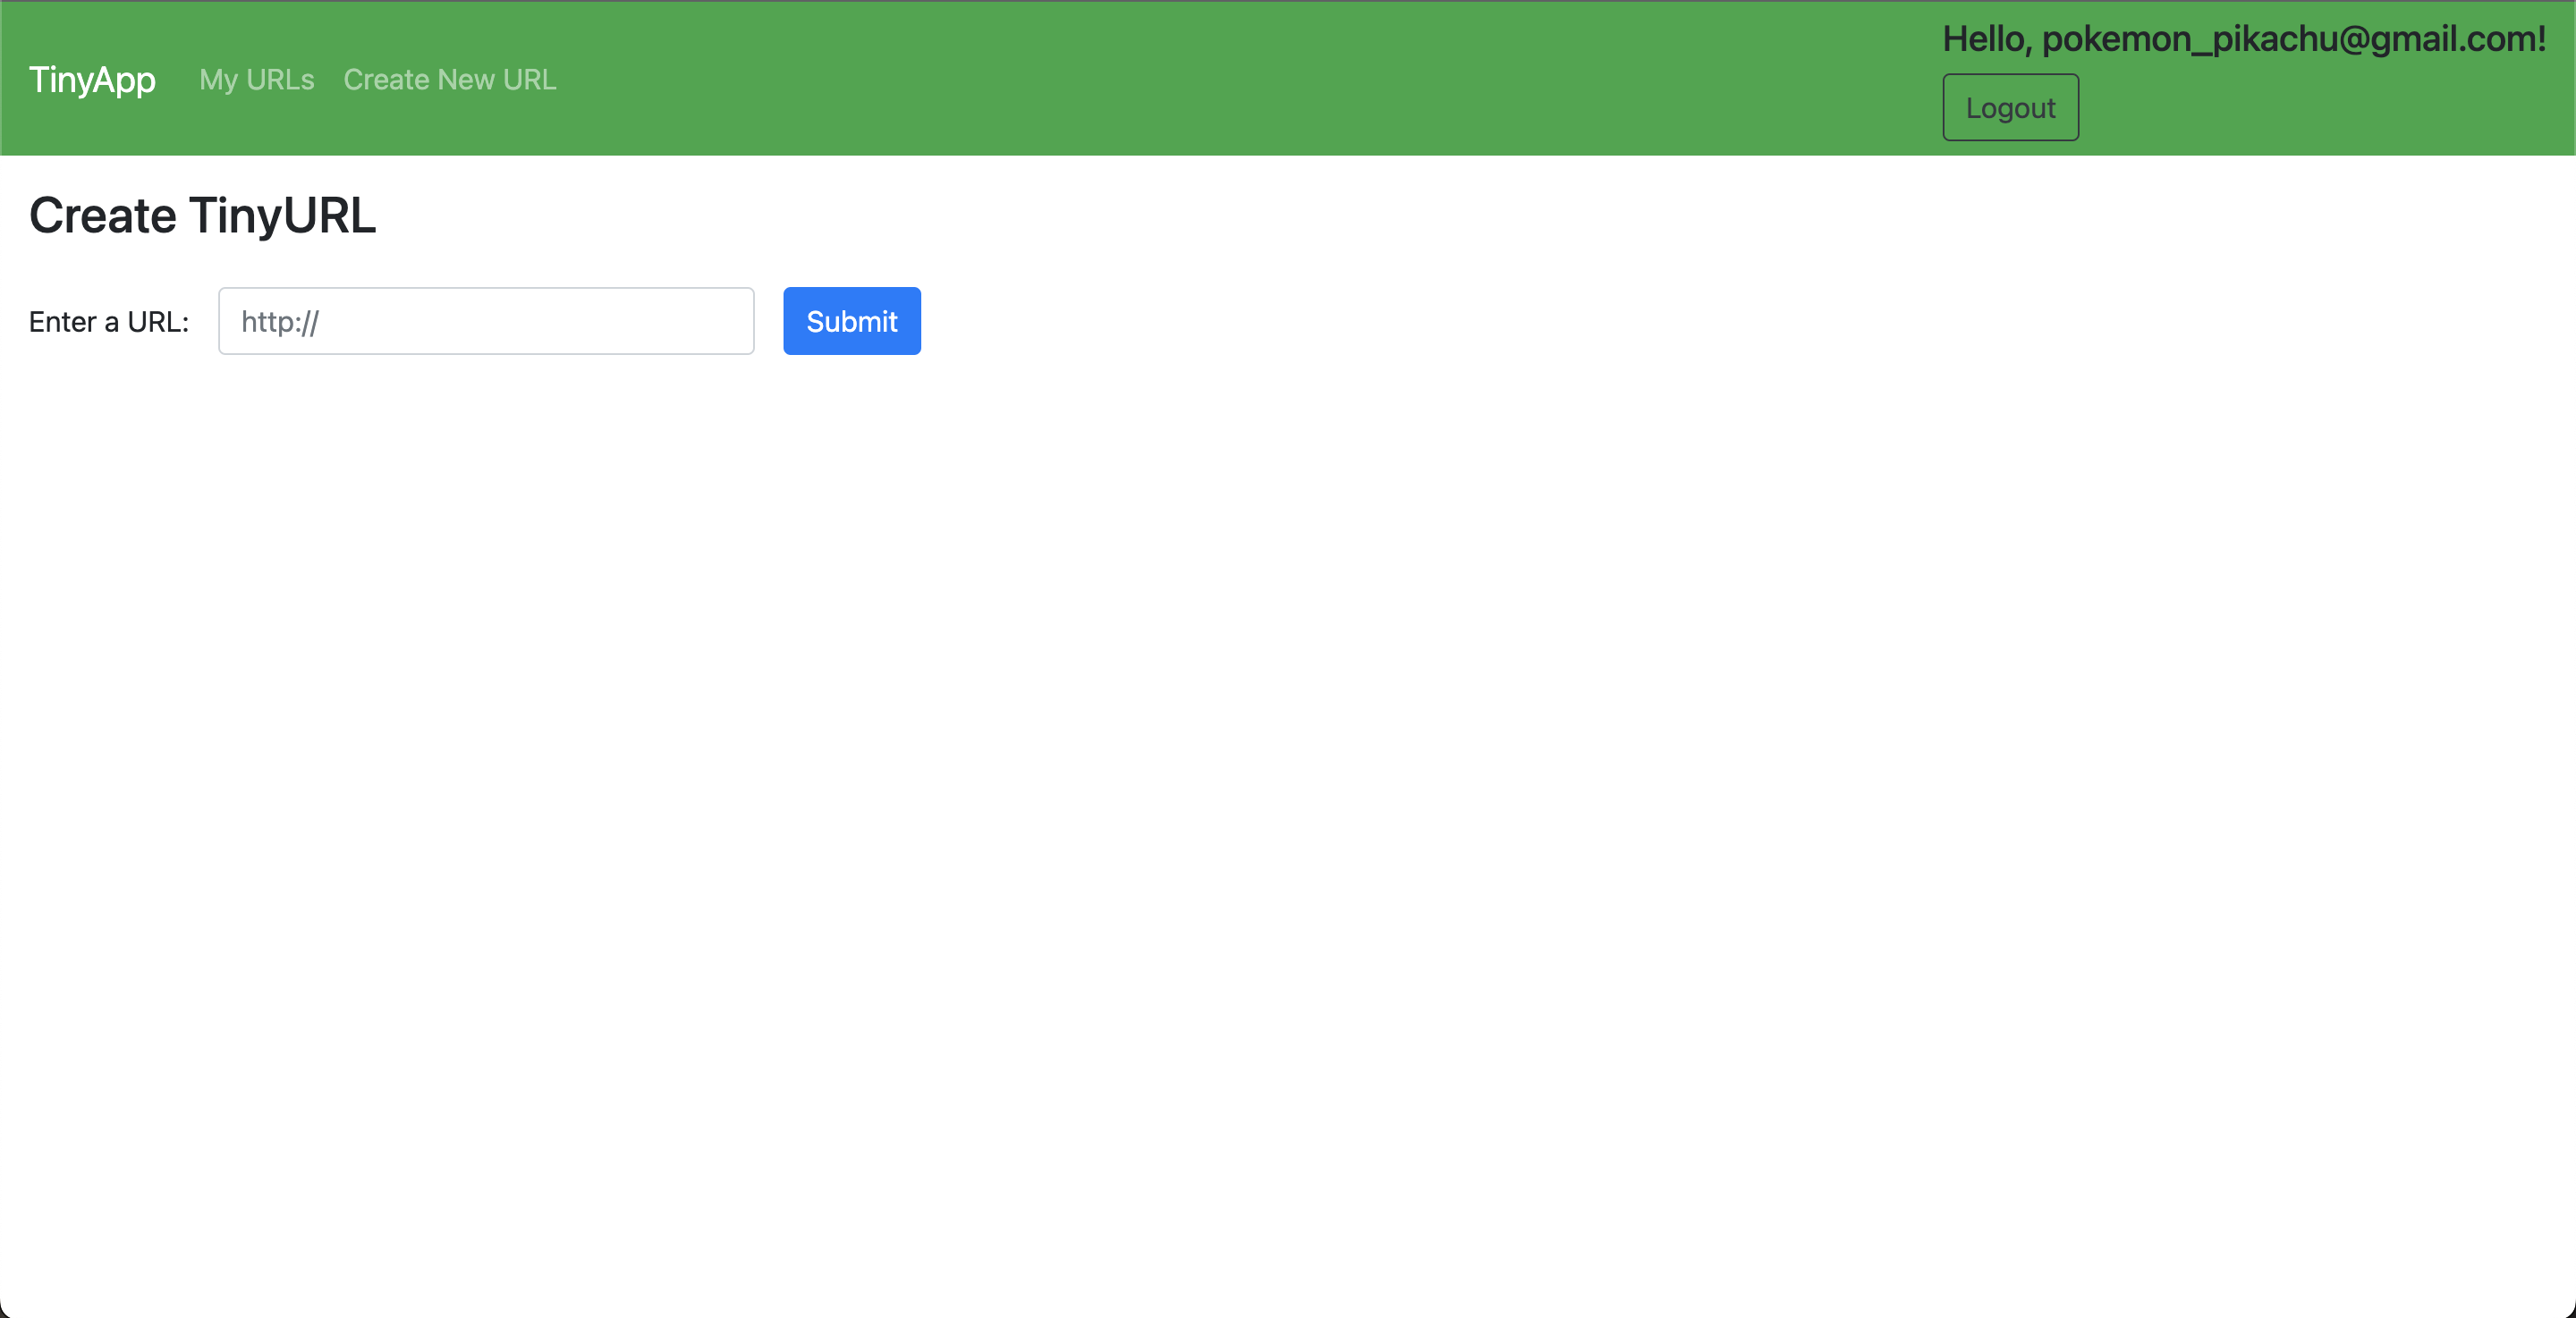 Hello, pokemon_pikachu@gmail.com!
TinyApp My URLs Create New URL
Logout
Create TinyURL
Enter a URL: http:// Submit